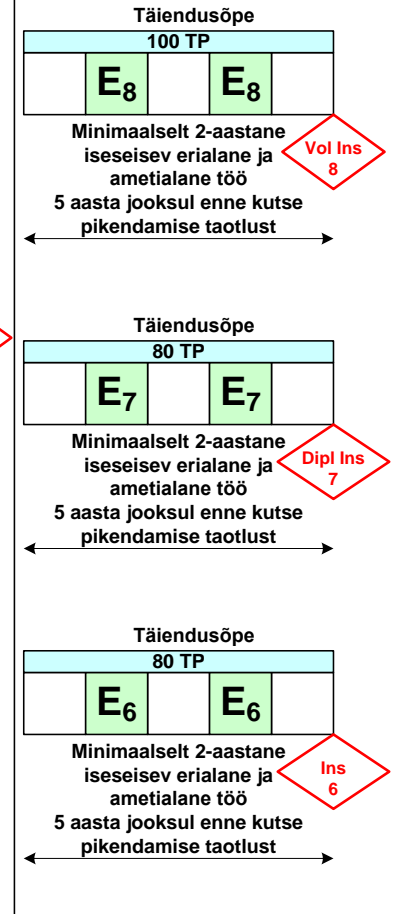 Täiendusõpe
100 TP
E8 E8
Minimaalselt 2-aastane
iseseisev erialane ja
ametialane töö
5 aasta jooksul enne kutse
pikendamise taotlust
Vol Ins
8
Täiendusõpe
80 TP
E7 E7
Minimaalselt 2-aastane
iseseisev erialane ja
ametialane töö
5 aasta jooksul enne kutse
pikendamise taotlust
Dipl Ins
7
Täiendusõpe
80 TP
E6 E6
Minimaalselt 2-aastane
iseseisev erialane ja
ametialane töö
5 aasta jooksul enne kutse
pikendamise taotlust
Ins
6